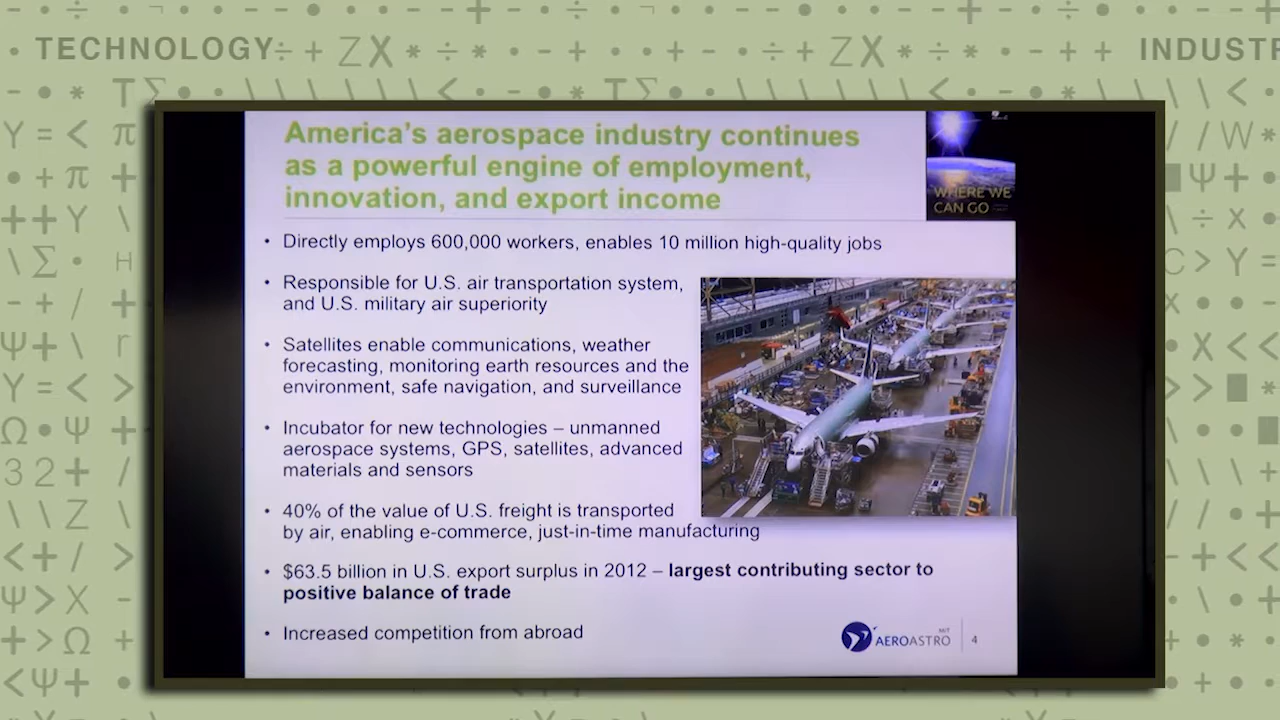 TECHNOLOGY
INDUSTR
America's aerospace industry continues
as a powerful engine of employment,
innovation, and export income
WHERE WE
CAN GO
• Directly employs 600,000 workers, enables 10 million high-quality jobs
• Responsible for U.S. air transportation system,
and U.S. military air superiority
• Satellites enable communications, weather
forecasting, monitoring earth resources and the
environment, safe navigation, and surveillance
• Incubator for new technologies – unmanned
aerospace systems, GPS, satellites, advanced
materials and sensors
• 40% of the value of U.S. freight is transported
by air, enabling e-commerce, just-in-time manufacturing
• $63.5 billion in U.S. export surplus in 2012 – largest contributing sector to
positive balance of trade
• Increased competition from abroad
MIT
AEROASTRO
4